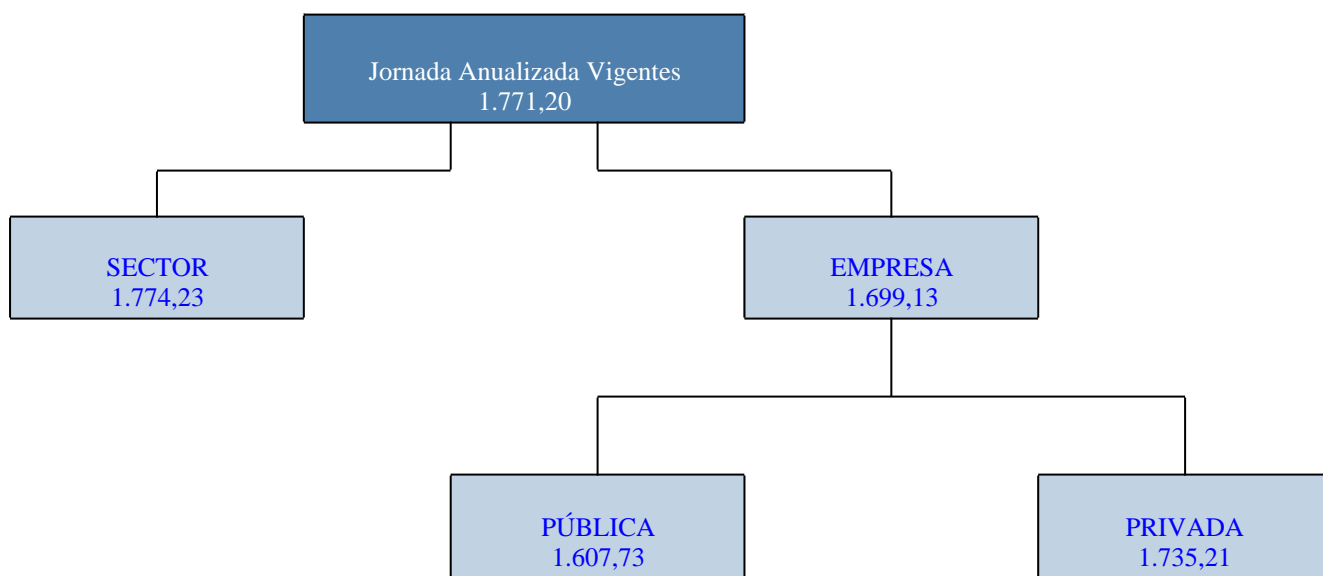 Jornada Anualizada Vigentes
1.771,20
SECTOR
1.774,23
EMPRESA
1.699,13
PÚBLICA
1.607,73
PRIVADA
1.735,21